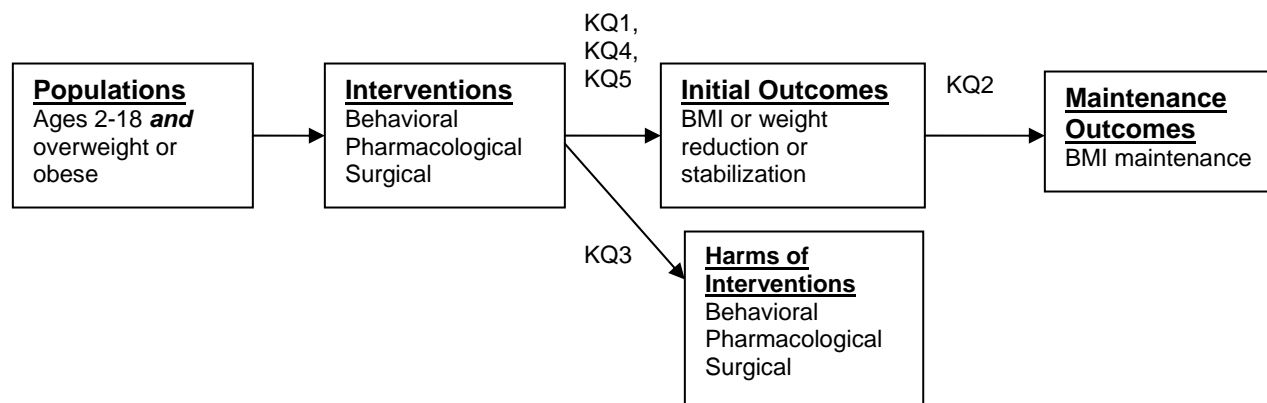 KQ1,
KQ4,
KQ5
Populations
Ages 2-18 and
overweight or
obese
Interventions
Behavioral
Pharmacological
Surgical
Initial Outcomes
BMI or weight
reduction or
stabilization
KQ2
Maintenance
Outcomes
BMI maintenance
KQ3
Harms of
Interventions
Behavioral
Pharmacological
Surgical